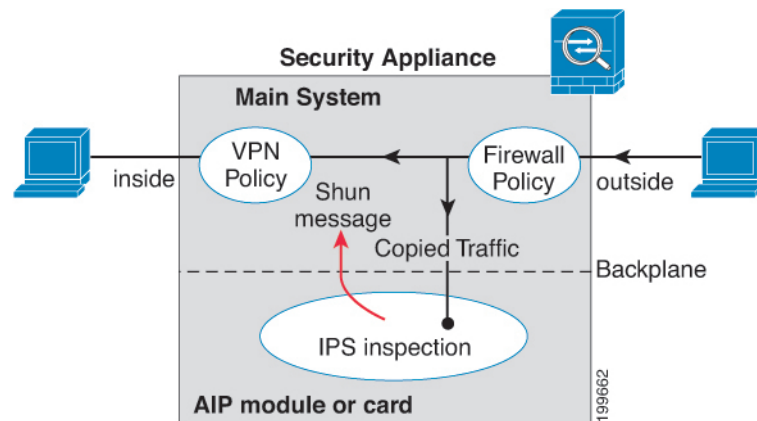 Security Appliance
Main System
VPN
Policy
Firewall
Policy
inside
outside
Shun
message
Copied Traffic
Backplane
IPS inspection
AIP module or card
199662